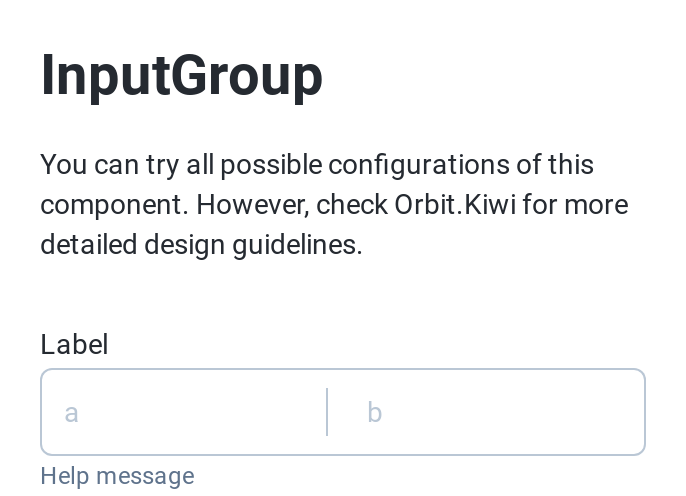 InputGroup
You can try all possible configurations of this
component. However, check Orbit.Kiwi for more
detailed design guidelines.
Label
a b
Help message